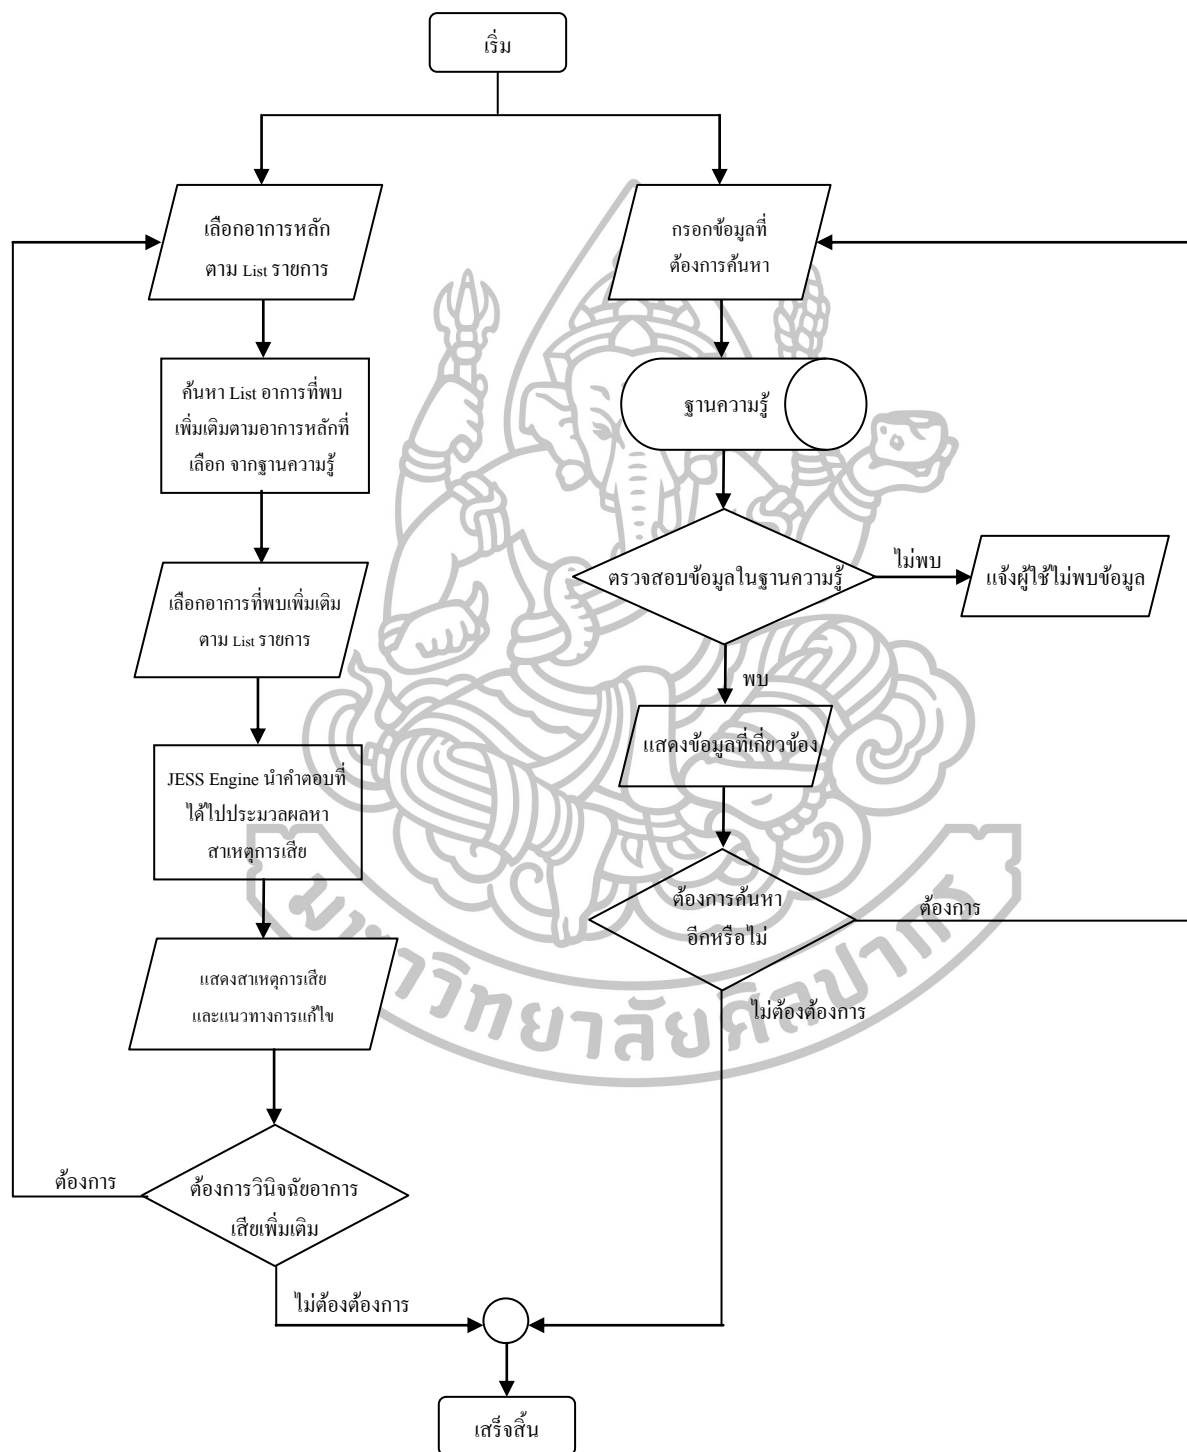 เริ่ม
เลือกอาการหลัก
ตาม List รายการ
ค้นหา List อาการที่พบ
เพิ่มเติมตามอาการหลักที่
เลือก จากฐานความรู้
เลือกอาการที่พบเพิ่มเติม
ตาม List รายการ
JESS Engine นำคำตอบที่
ได้ไปประมวลผลหา
สาเหตุการเสีย
แสดงสาเหตุการเสีย
และแนวทางการแก้ไข
ต้องการ
ต้องการวินิจฉัยอาการ
เสียเพิ่มเติม
ไม่ต้องต้องการ
กรอกข้อมูลที่
ต้องการค้นหา
ฐานความรู้
ตรวจสอบข้อมูลในฐานความรู้
ไม่พบ
แจ้งผู้ใช้ไม่พบข้อมูล
พบ
แสดงข้อมูลที่เกี่ยวข้อง
ต้องการค้นหา
อีกหรือไม่
ต้องการ
ไม่ต้องต้องการ
เสร็จสิ้น
มหาวิทยาลัยศิลปากร